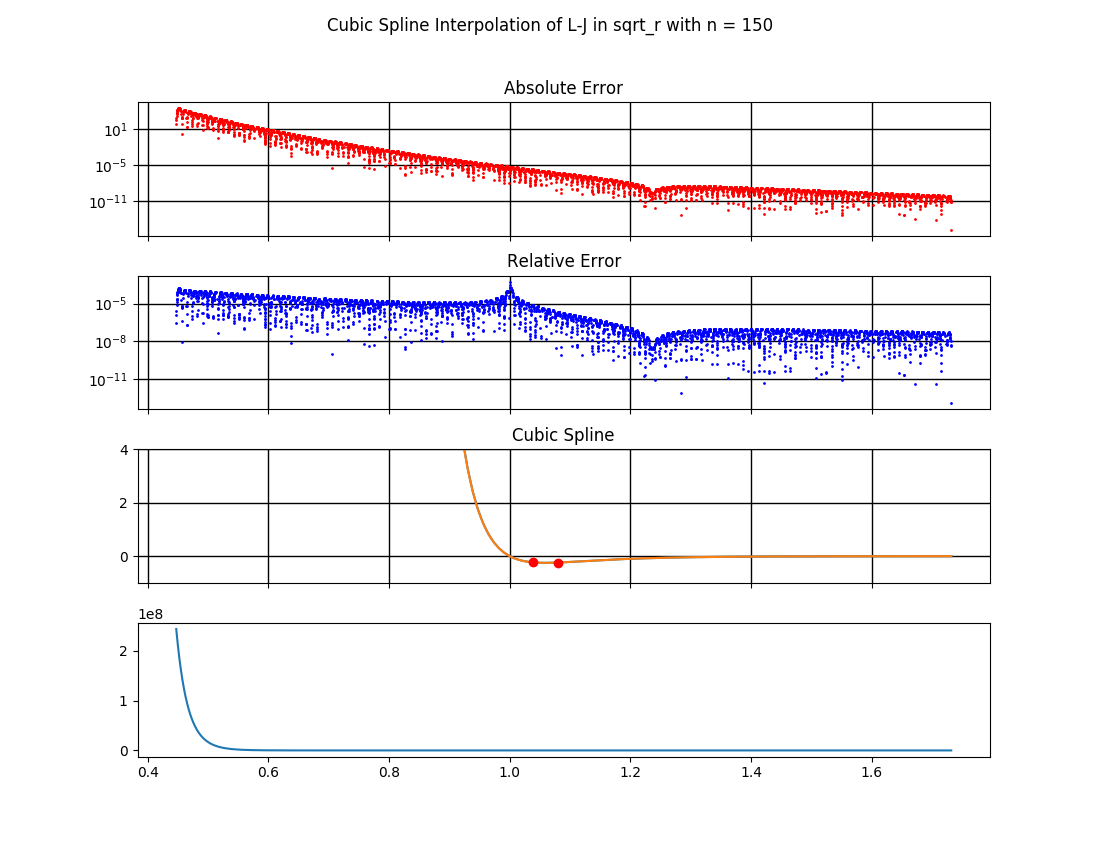 Cubic Spline Interpolation of L-J in sqrt_r with n = 150
Absolute Error
10^1
10^-5
10^-11
Relative Error
10^-5
10^-8
10^-11
Cubic Spline
4
2
0
1e8
2
1
0
0.4 0.6 0.8 1.0 1.2 1.4 1.6